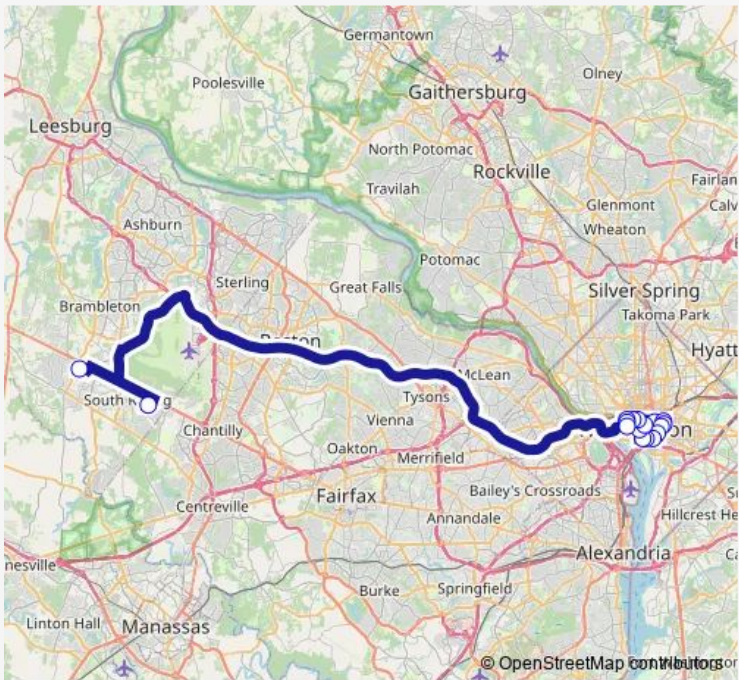 Germantown
Poolesville
Olney
Gaithersburg
Leesburg
North Potomac
Rockville
Travilah
Fairlan
Glenmont
Calv
Ashburn
Wheaton
Potomac
Sterling
Great Falls
Silver Spring
Brambleton
Takoma Park
Hyatt
McLean
South
Tysons
Vienna
Chantilly
Oakton
Merrifield
Fairfax
Bailey's Crossroads
Centreville
Annandale
Hillcrest He
Alexandria
nesville
Burke
Springfield
Linton Hall
Manassas
© OpenStreetMap contributors